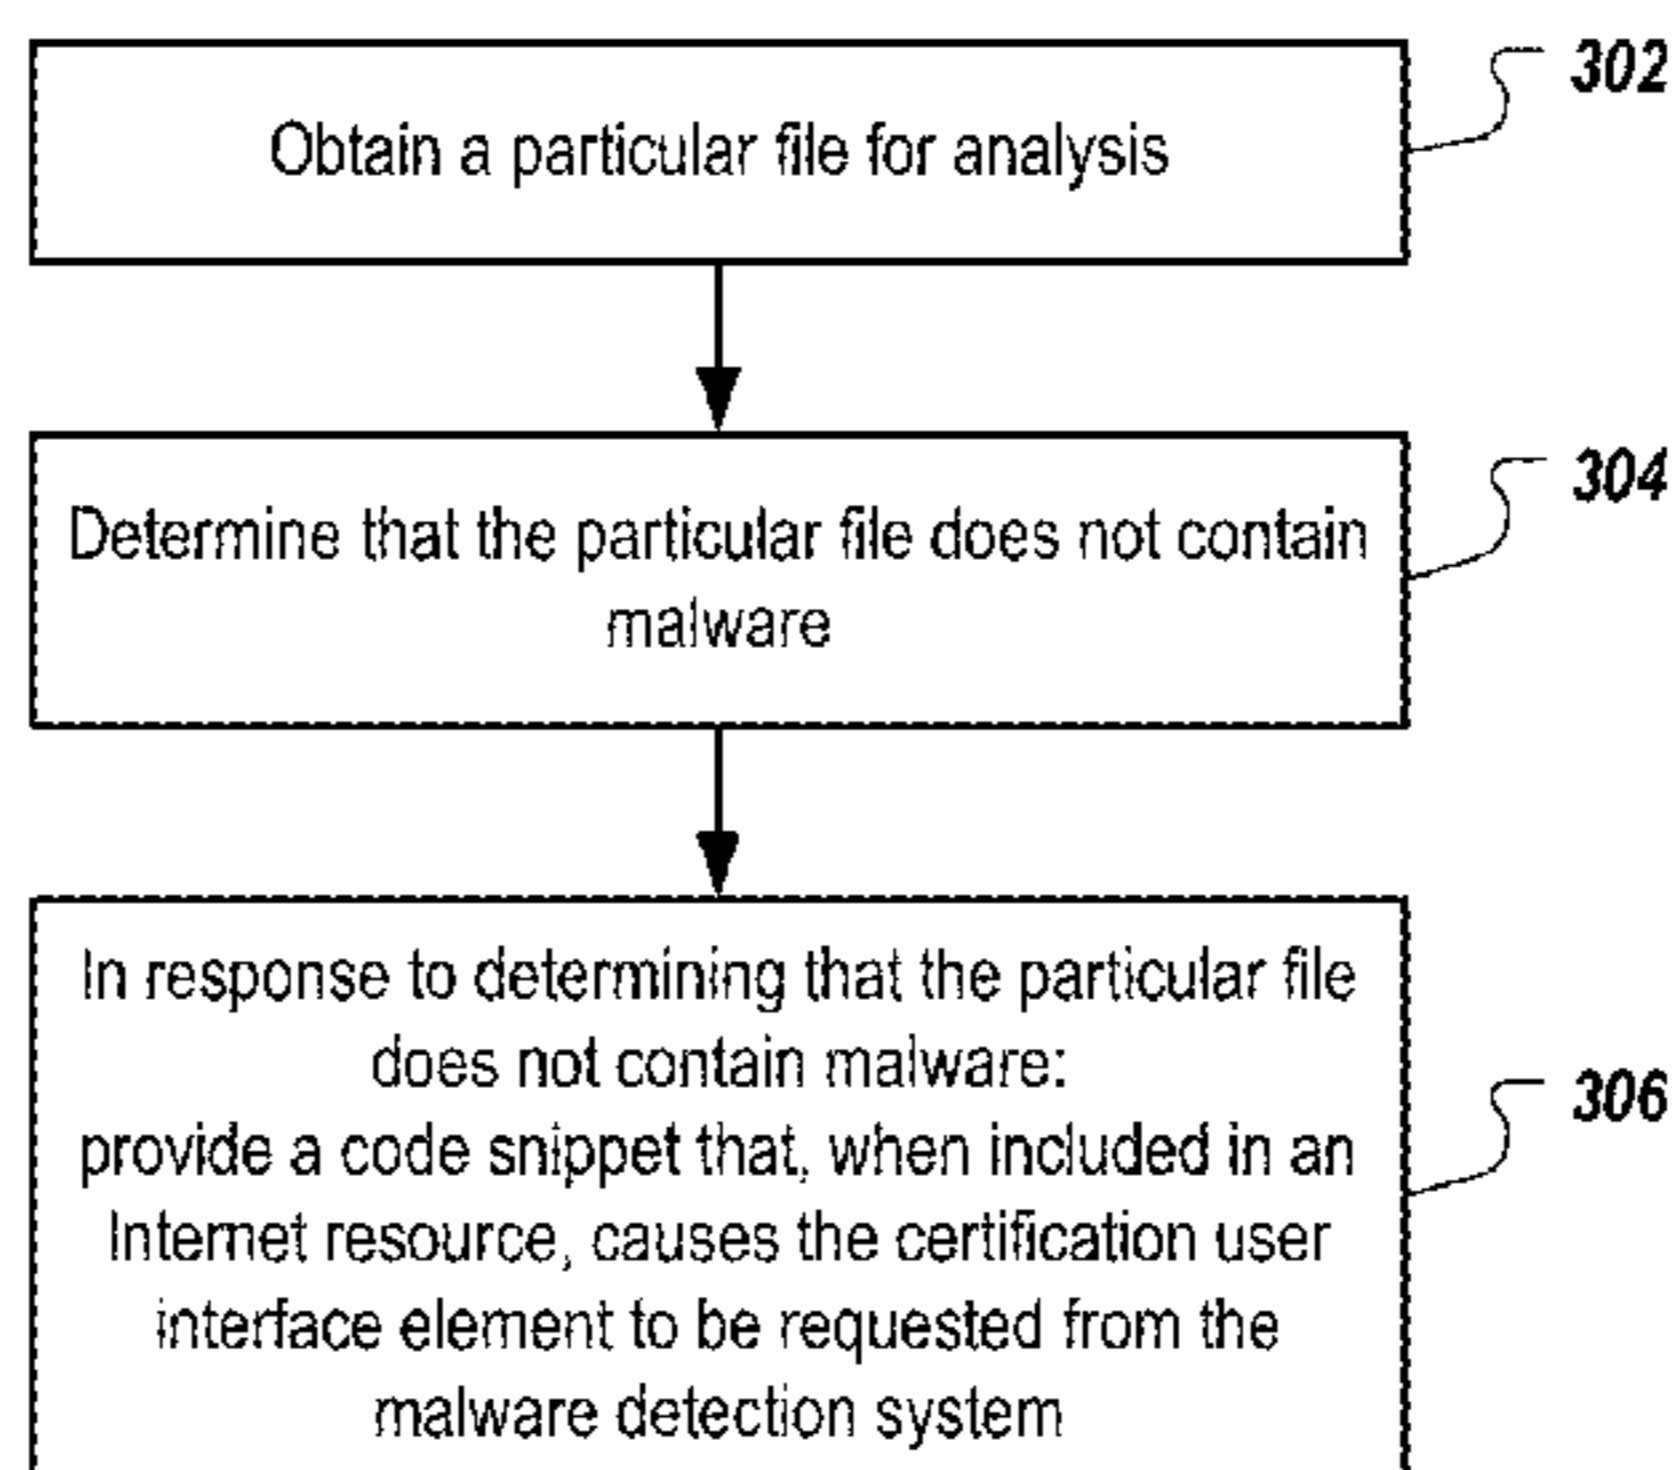 302
Obtain a particular file for analysis
304
Determine that the particular file does not contain
malware
In response to determining that the particular file
does not contain malware:
provide a code snippet that, when included in an
306
Internet resource, causes the certification user
interface element to be requested from the
malware detection system